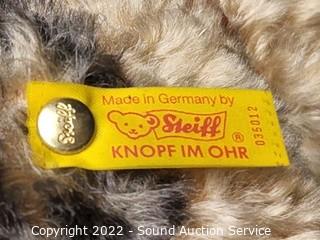 Made in Germany by
Steiff
Steiff ®
KNOPF IM OHR
035012
Copyright 2022 - Sound Auction Service